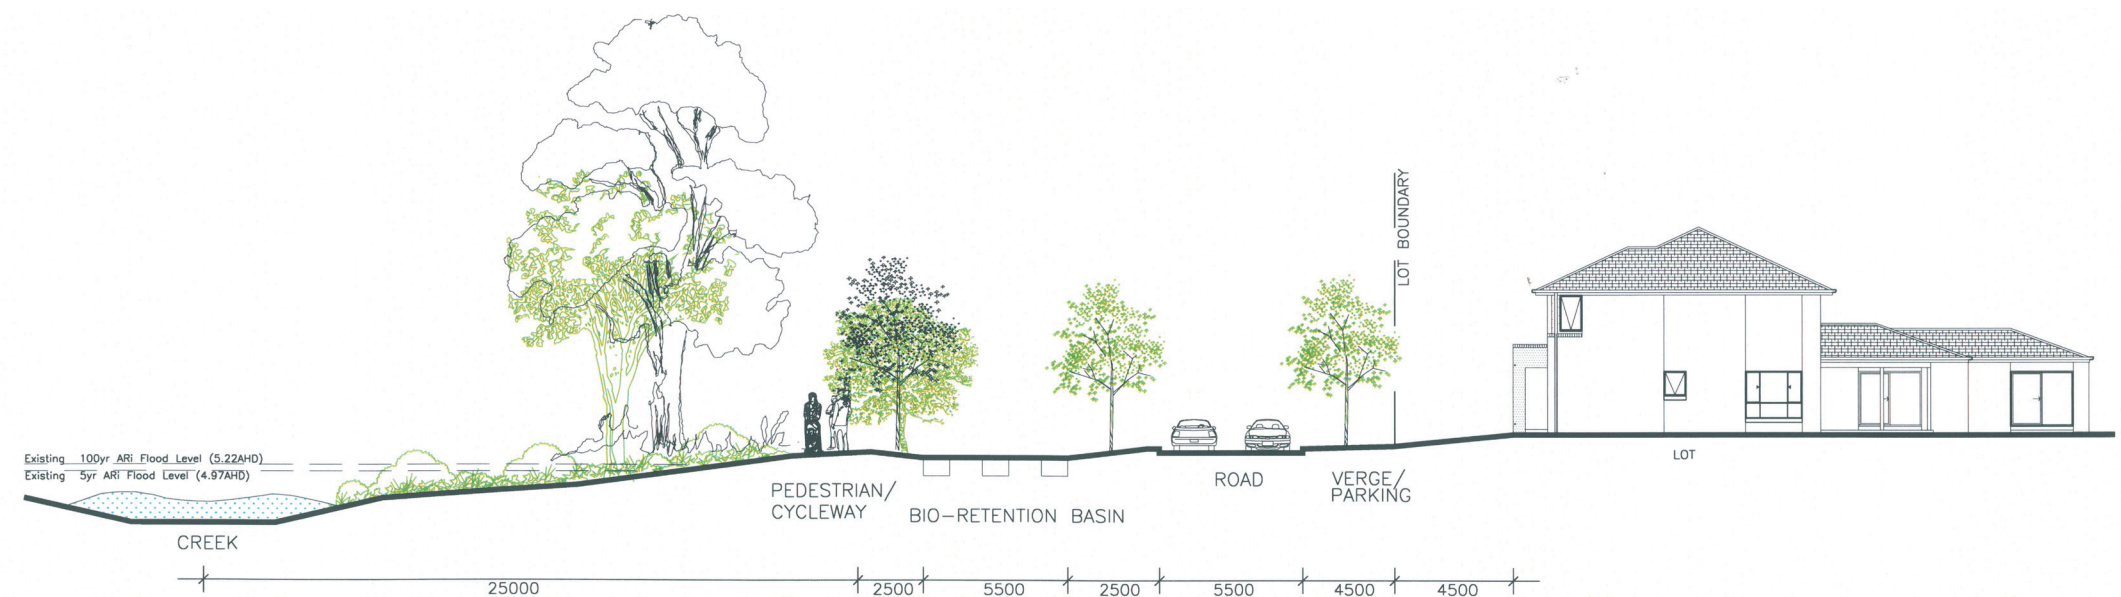 LOT BOUNDARY
Existing 100yr ARi Flood Level (5.22AHD)
Existing 5yr ARi Flood Level (4.97AHD)
CREEK
PEDESTRIAN/
CYCLEWAY
BIO-RETENTION BASIN
ROAD
VERGE/
PARKING
LOT
25000 2500 5500 2500 5500 4500 4500